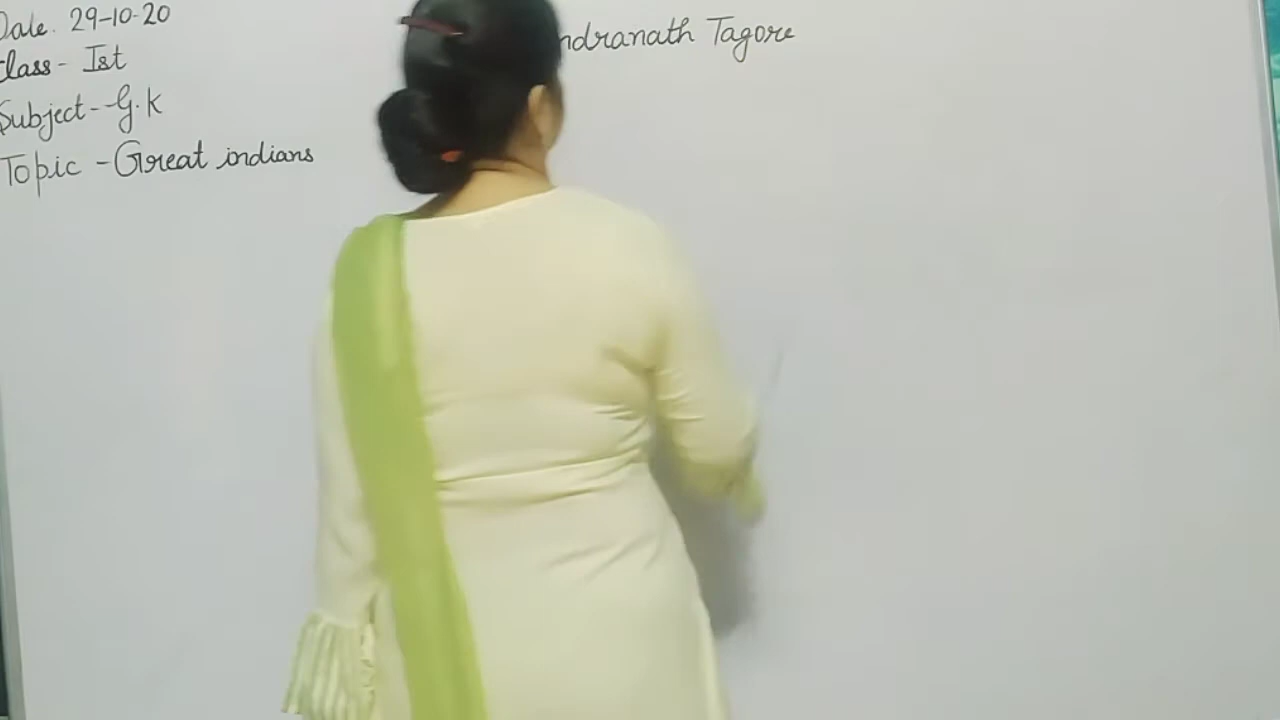 Date. 29-10-20
Class - Ist
Subject--G.K
Topic -Great indians
ndranath Tagore